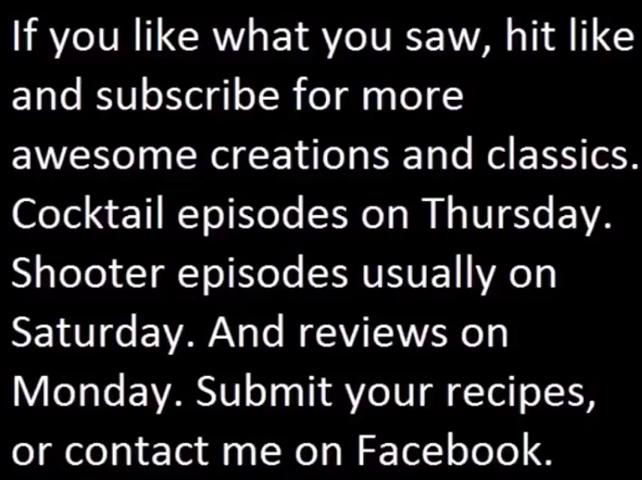 If you like what you saw, hit like
and subscribe for more
awesome creations and classics.
Cocktail episodes on Thursday.
Shooter episodes usually on
Saturday. And reviews on
Monday. Submit your recipes,
or contact me on Facebook.